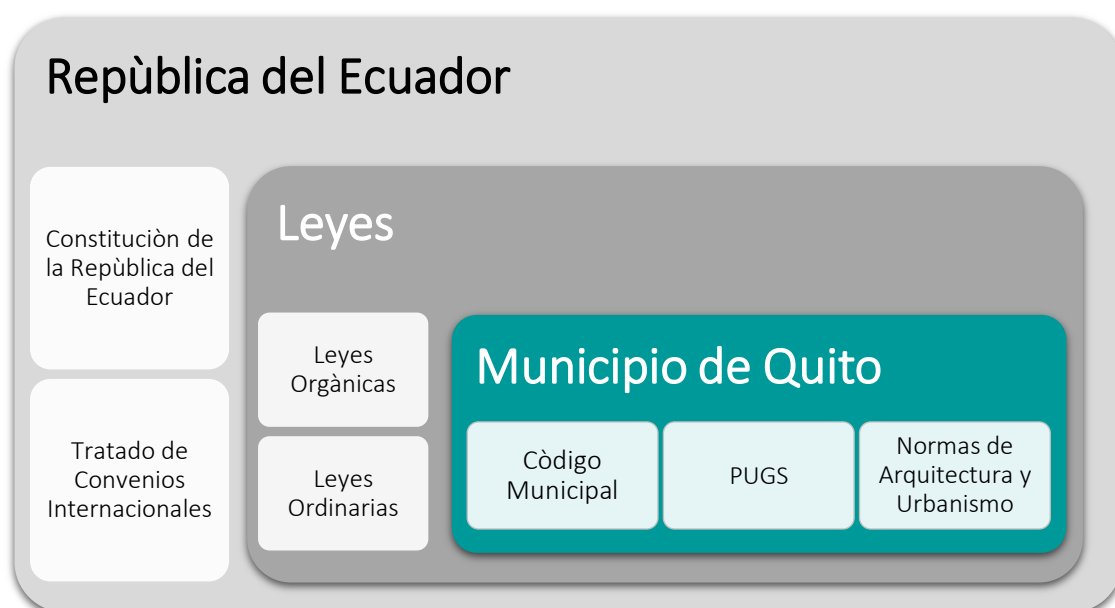 Repùblica del Ecuador
Constituciòn de
la Repùblica del
Ecuador
Tratado de
Convenios
Internacionales
Leyes
Leyes
Orgànicas
Leyes
Ordinarias
Municipio de Quito
Còdigo
Municipal
PUGS
Normas de
Arquitectura y
Urbanismo